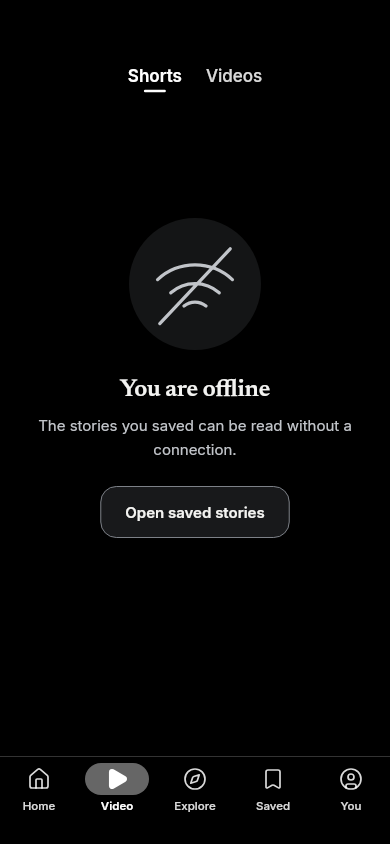 Shorts Videos
You are offline
The stories you saved can be read without a
connection.
Open saved stories
Home Video Explore Saved You